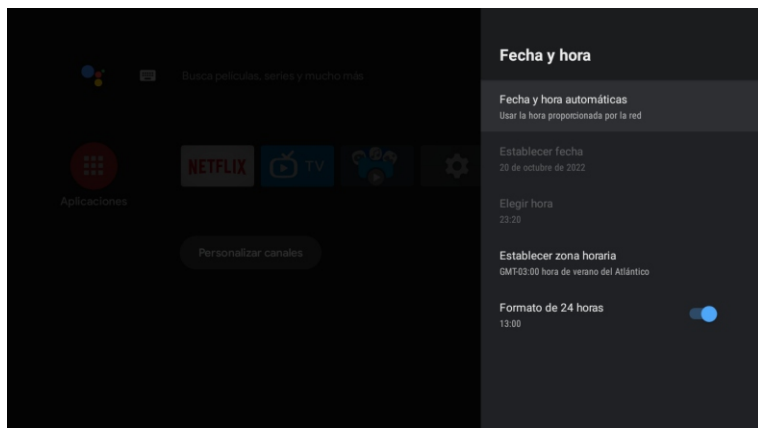 Fecha y hora
Busca películas, series y mucho más
Fecha y hora automáticas
Usar la hora proporcionada por la red
NETFLIX
TV
Establecer fecha
20 de octubre de 2022
Aplicaciones
Elegir hora
23:20
Personalizar canales
Establecer zona horaria
GMT-03:00 hora de verano del Atlántico
Formato de 24 horas
13:00